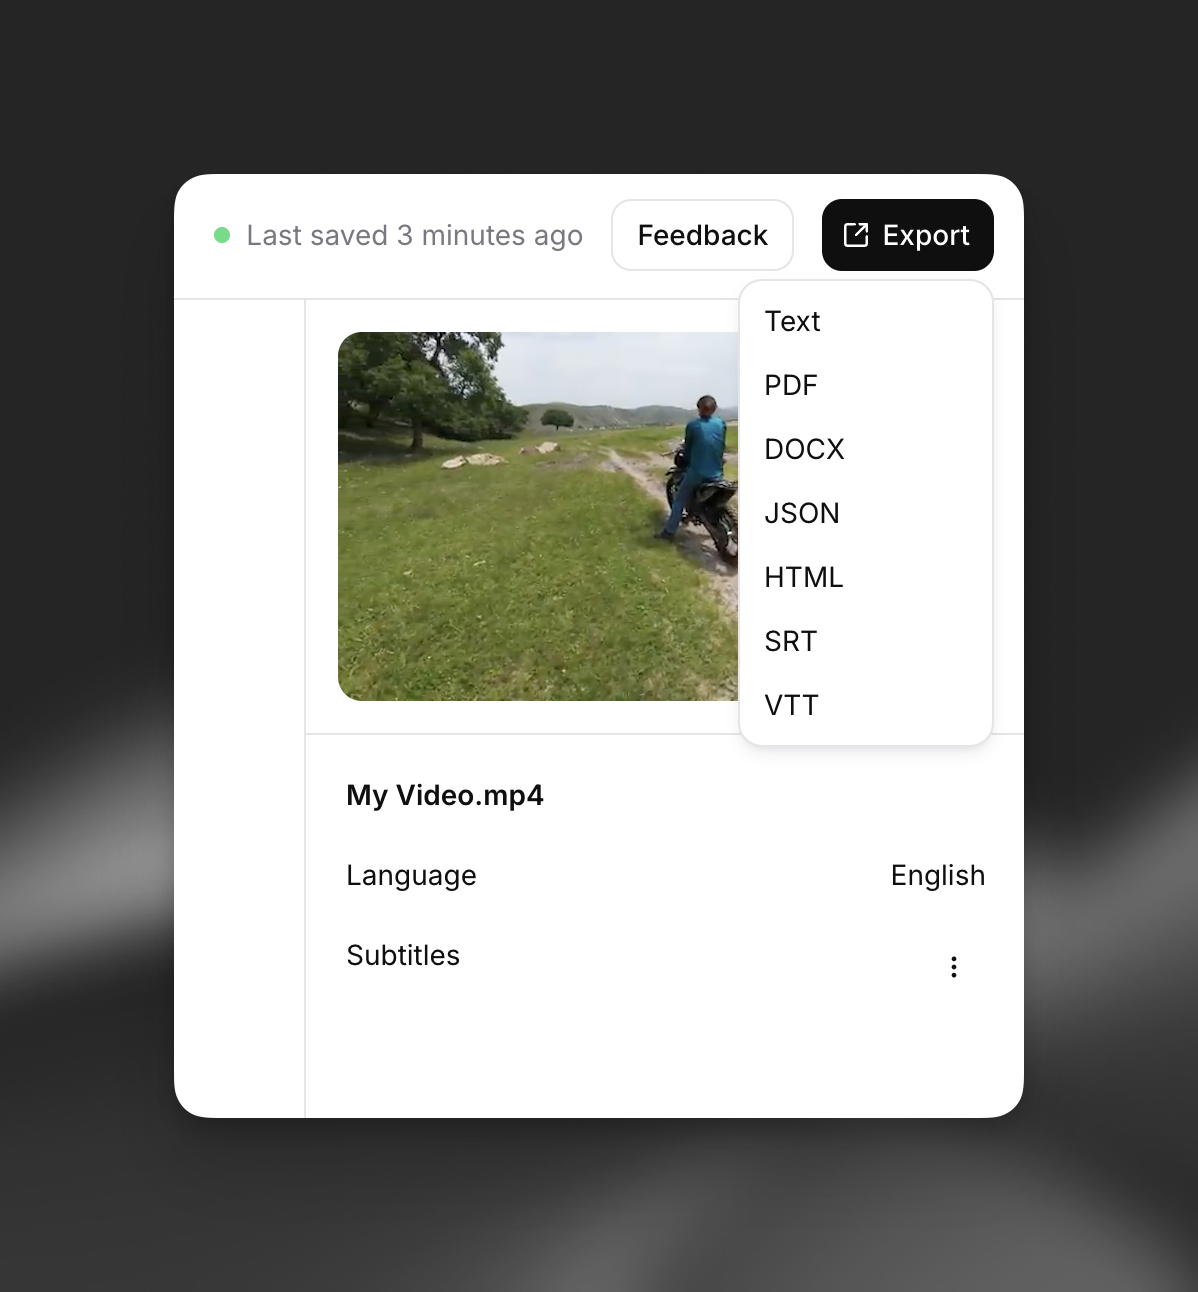 Last saved 3 minutes ago
Feedback
Export
Text
PDF
DOCX
JSON
HTML
SRT
VTT
My Video.mp4
Language English
Subtitles